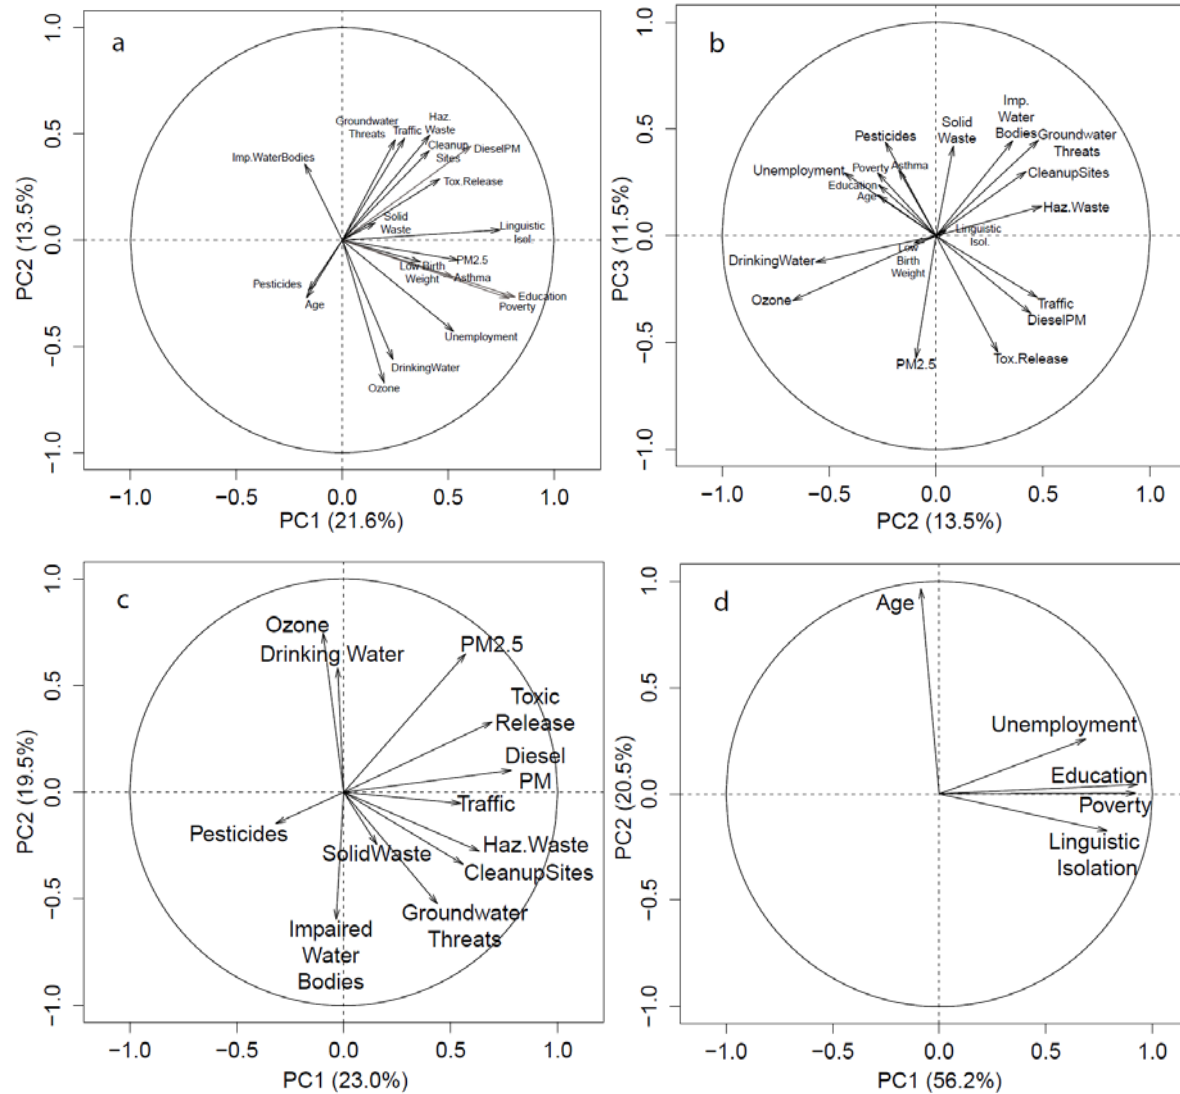 a
1.0
0.5
0.0
−0.5
−1.0
PC2 (13.5%)
Groundwater
Threats
Traffic
Haz.
Waste
Cleanup
Sites
DieselPM
Imp.WaterBodies
Tox.Release
Solid
Waste
Linguistic
Isol.
PM2.5
Low Birth
Weight
Asthma
Pesticides
Age
Education
Poverty
Unemployment
DrinkingWater
Ozone
−1.0 −0.5 0.0 0.5 1.0
PC1 (21.6%)
b
1.0
0.5
0.0
−0.5
−1.0
PC3 (11.5%)
Imp.
Water
Bodies
Solid
Waste
Pesticides
Groundwater
Threats
Unemployment
Poverty
Asthma
CleanupSites
Education
Age
Haz.Waste
Linguistic
Isol.
Low
Birth
Weight
DrinkingWater
Ozone
Traffic
DieselPM
PM2.5
Tox.Release
−1.0 −0.5 0.0 0.5 1.0
PC2 (13.5%)
c
1.0
0.5
0.0
−0.5
−1.0
PC2 (19.5%)
Ozone
Drinking Water
PM2.5
Toxic
Release
Diesel
PM
Traffic
Pesticides
SolidWaste
Haz.Waste
CleanupSites
Groundwater
Threats
Impaired
Water
Bodies
−1.0 −0.5 0.0 0.5 1.0
PC1 (23.0%)
d
1.0
0.5
0.0
−0.5
−1.0
PC2 (20.5%)
Age
Unemployment
Education
Poverty
Linguistic
Isolation
−1.0 −0.5 0.0 0.5 1.0
PC1 (56.2%)